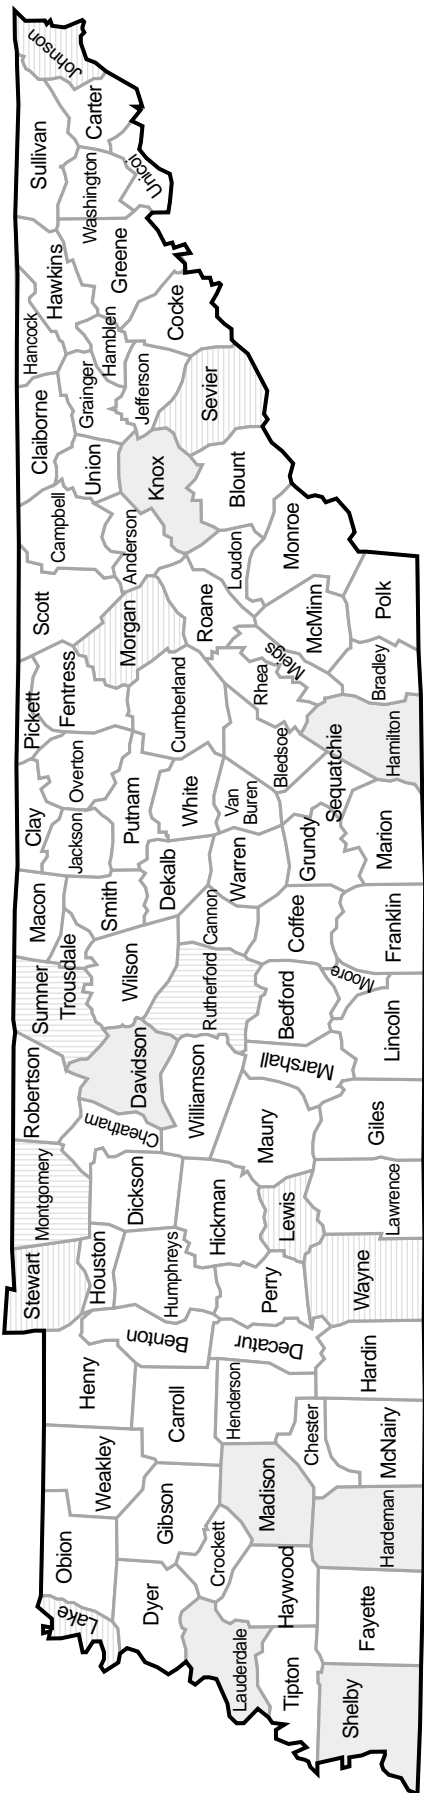 Johnson
Carter
Sullivan
Unicoi
Washington
Greene
Hawkins
Hancock
Hamblen
Cocke
Grainger
Jefferson
Sevier
Claiborne
Union
Knox
Blount
Campbell
Anderson
Loudon
Monroe
Scott
Morgan
Roane
McMinn
Polk
Meigs
Rhea
Bradley
Pickett
Fentress
Cumberland
Bledsoe
Sequatchie
Hamilton
Overton
Clay
Jackson
Putnam
White
Van
Buren
Grundy
Marion
Macon
Smith
Dekalb
Warren
Cannon
Coffee
Franklin
Sumner
Trousdale
Wilson
Rutherford
Bedford
Moore
Lincoln
Robertson
Davidson
Williamson
Marshall
Cheatham
Maury
Giles
Montgomery
Dickson
Hickman
Lewis
Lawrence
Stewart
Houston
Humphreys
Perry
Wayne
Benton
Decatur
Henry
Carroll
Henderson
Hardin
Chester
McNairy
Weakley
Gibson
Madison
Hardeman
Obion
Crockett
Haywood
Lake
Dyer
Lauderdale
Tipton
Fayette
Shelby